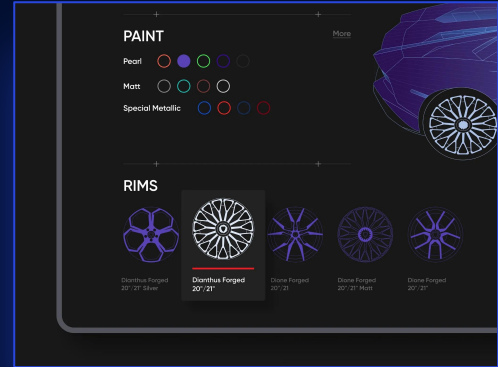 PAINT
More
Pearl
Matt
Special Metallic
RIMS
Dianthus Forged
20"/21" Silver
Dianthus Forged
20"/21"
Dione Forged
20"/21
Dione Forged
20"/21" Matt
Dione Forged
20"/21"